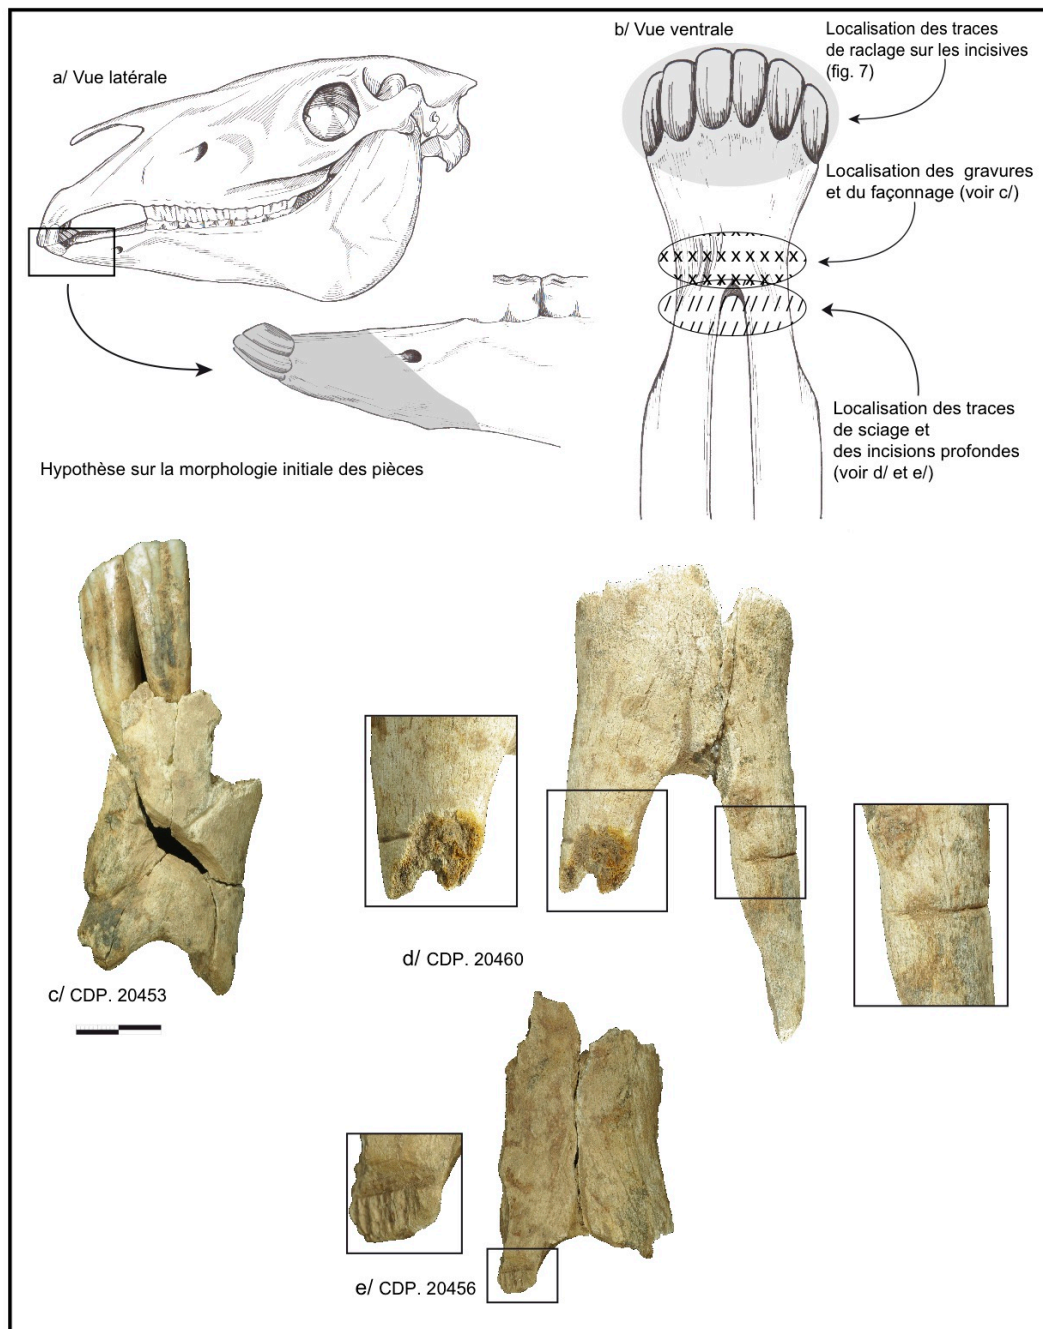 a/ Vue latérale
b/ Vue ventrale
Localisation des traces
de raclage sur les incisives
(fig. 7)
Localisation des gravures
et du façonnage (voir c/)
X X X X
X X X X X X X X X
X X X X X X
Localisation des traces
de sciage et
des incisions profondes
(voir d/ et e/)
Hypothèse sur la morphologie initiale des pièces
c/ CDP. 20453
d/ CDP. 20460
e/ CDP. 20456